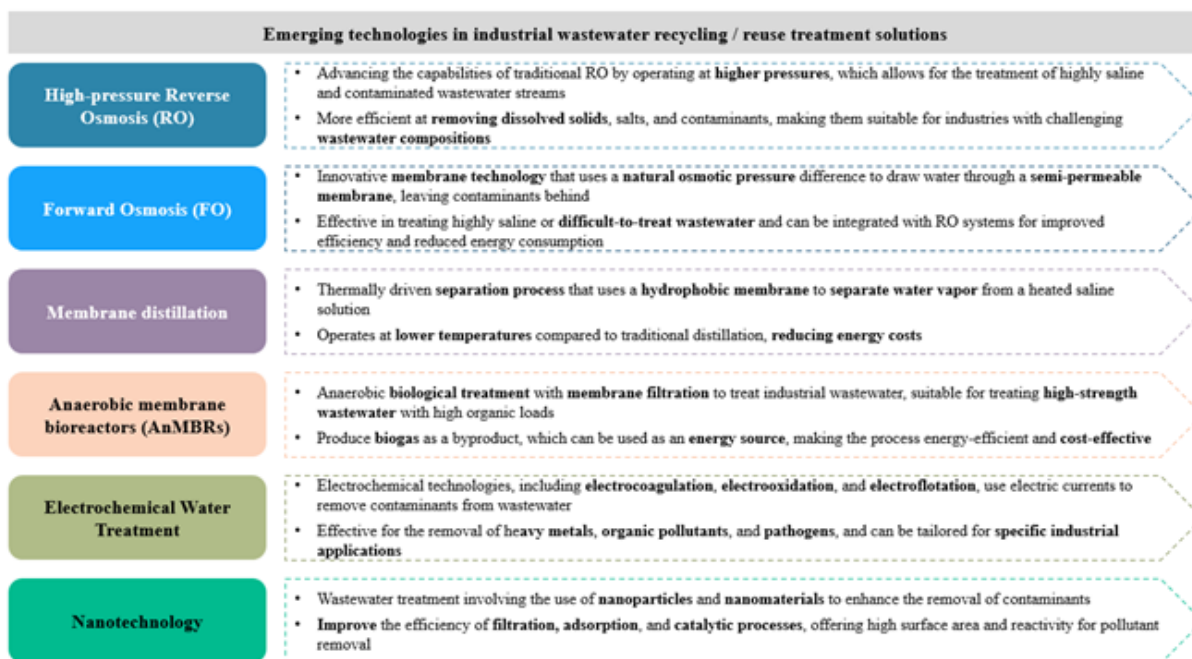 Emerging technologies in industrial wastewater recycling / reuse treatment solutions
High-pressure Reverse
Osmosis (RO)
• Advancing the capabilities of traditional RO by operating at higher pressures, which allows for the treatment of highly saline
and contaminated wastewater streams
• More efficient at removing dissolved solids, salts, and contaminants, making them suitable for industries with challenging
wastewater compositions
Forward Osmosis (FO)
• Innovative membrane technology that uses a natural osmotic pressure difference to draw water through a semi-permeable
membrane, leaving contaminants behind
• Effective in treating highly saline or difficult-to-treat wastewater and can be integrated with RO systems for improved
efficiency and reduced energy consumption
Membrane distillation
• Thermally driven separation process that uses a hydrophobic membrane to separate water vapor from a heated saline
solution
• Operates at lower temperatures compared to traditional distillation, reducing energy costs
Anaerobic membrane
bioreactors (AnMBRs)
• Anaerobic biological treatment with membrane filtration to treat industrial wastewater, suitable for treating high-strength
wastewater with high organic loads
• Produce biogas as a byproduct, which can be used as an energy source, making the process energy-efficient and cost-effective
Electrochemical Water
Treatment
• Electrochemical technologies, including electrocoagulation, electrooxidation, and electroflotation, use electric currents to
remove contaminants from wastewater
• Effective for the removal of heavy metals, organic pollutants, and pathogens, and can be tailored for specific industrial
applications
Nanotechnology
• Wastewater treatment involving the use of nanoparticles and nanomaterials to enhance the removal of contaminants
• Improve the efficiency of filtration, adsorption, and catalytic processes, offering high surface area and reactivity for pollutant
removal